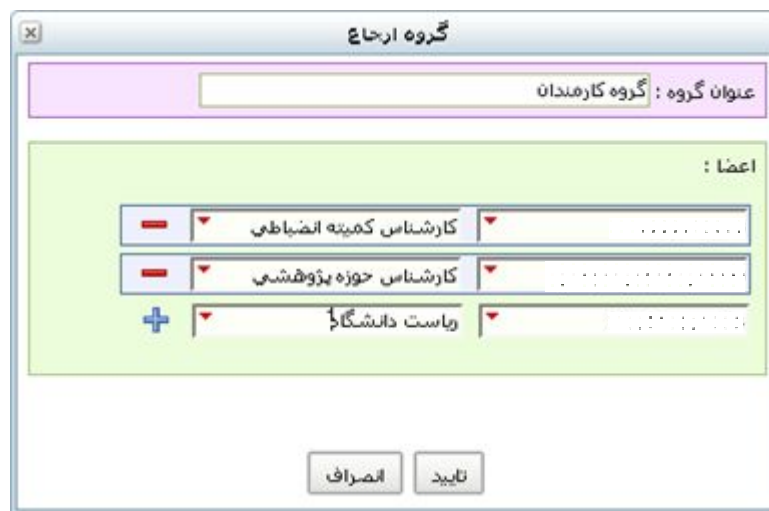 گروه ارجاع
عنوان گروه : گروه کارمندان
اعضا :
کارشناس کمیته انضباطی
کارشناس حوزه پژوهشی
ریاست دانشگاه
تایید انصراف